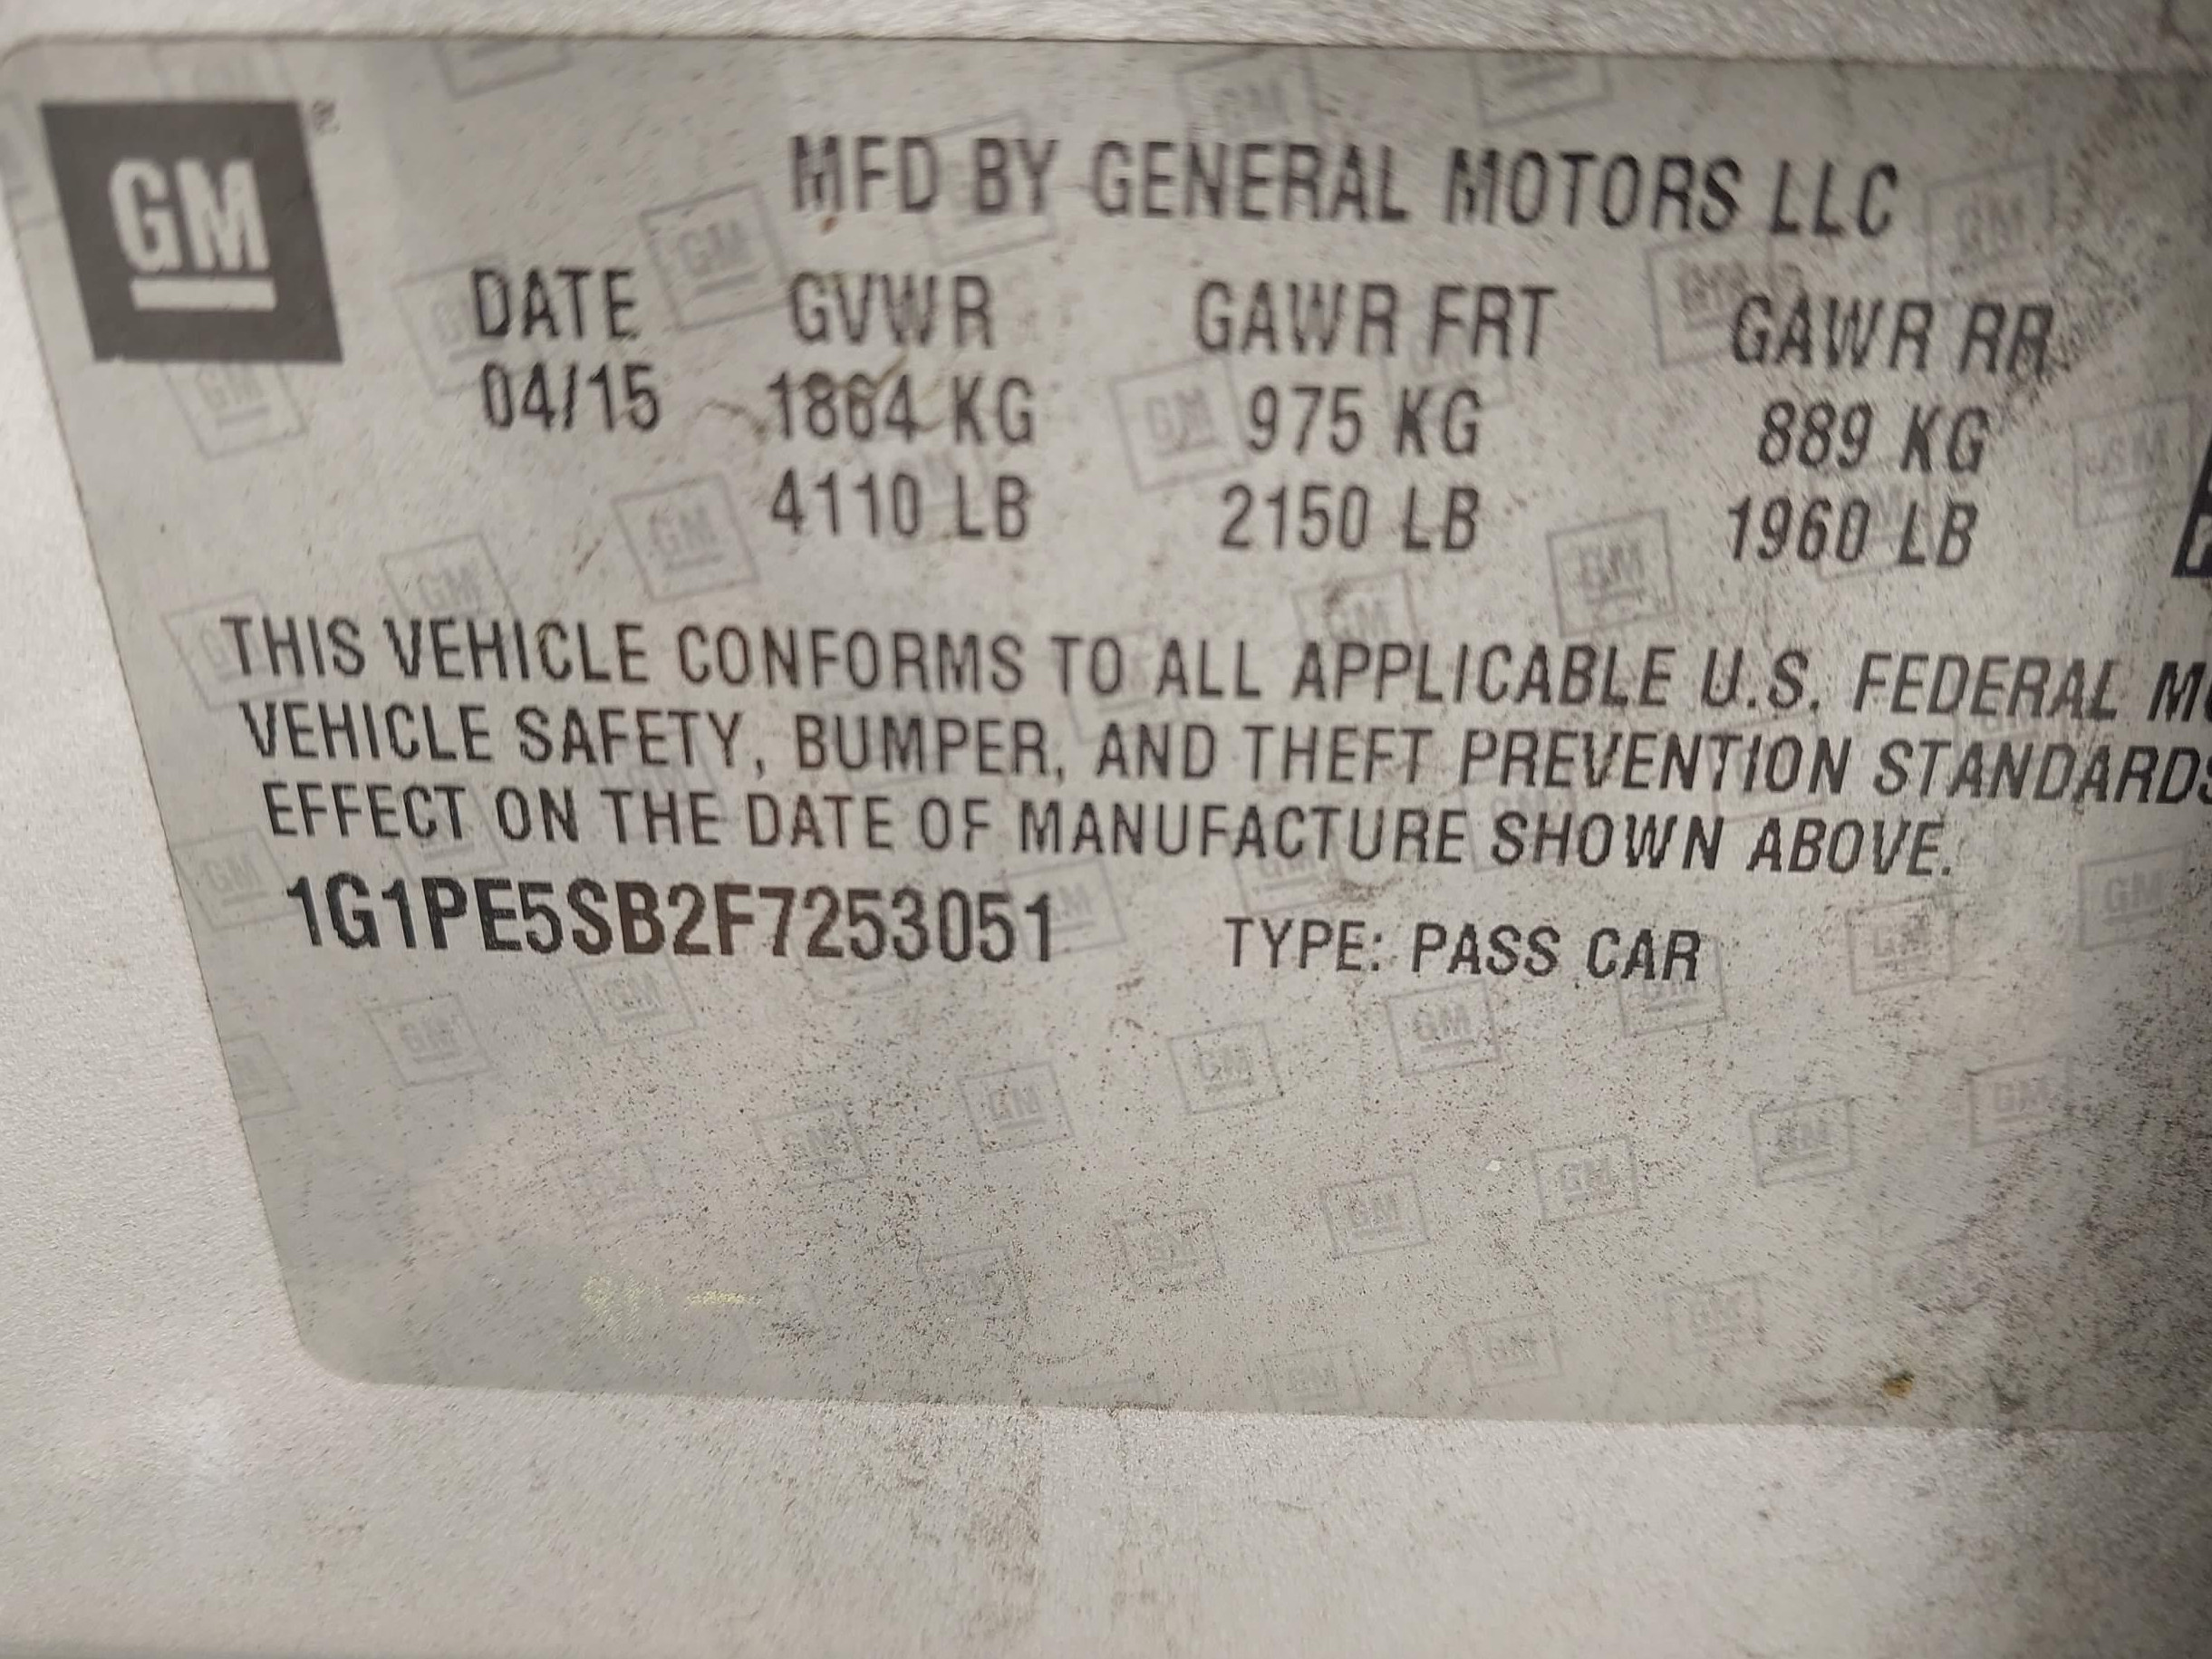 GM
MFD BY GENERAL MOTORS LLC
DATE GVWR GAWR FRT GAWR RR
04/15 1864 KG 975 KG 889 KG
4110 LB 2150 LB 1960 LB
THIS VEHICLE CONFORMS TO ALL APPLICABLE U.S. FEDERAL
VEHICLE SAFETY, BUMPER, AND THEFT PREVENTION STANDARDS
EFFECT ON THE DATE OF MANUFACTURE SHOWN ABOVE.
1G1PE5SB2F7253051 TYPE: PASS CAR